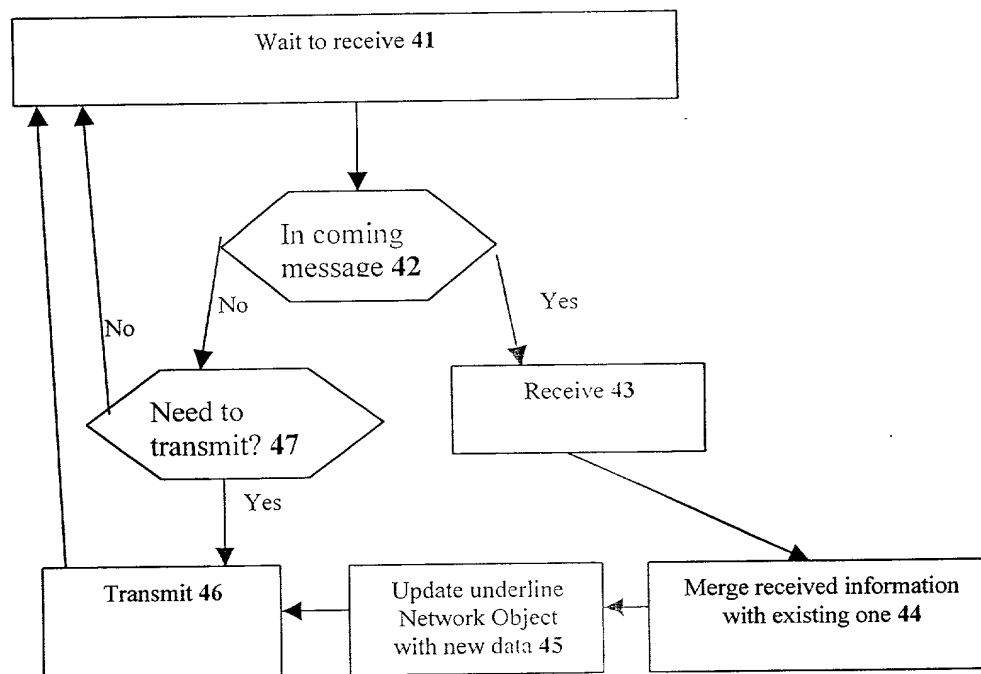 Wait to receive 41
In coming
message 42
No
Yes
No
Need to
transmit? 47
Receive 43
Yes
Transmit 46
Update underline
Network Object
with new data 45
Merge received information
with existing one 44